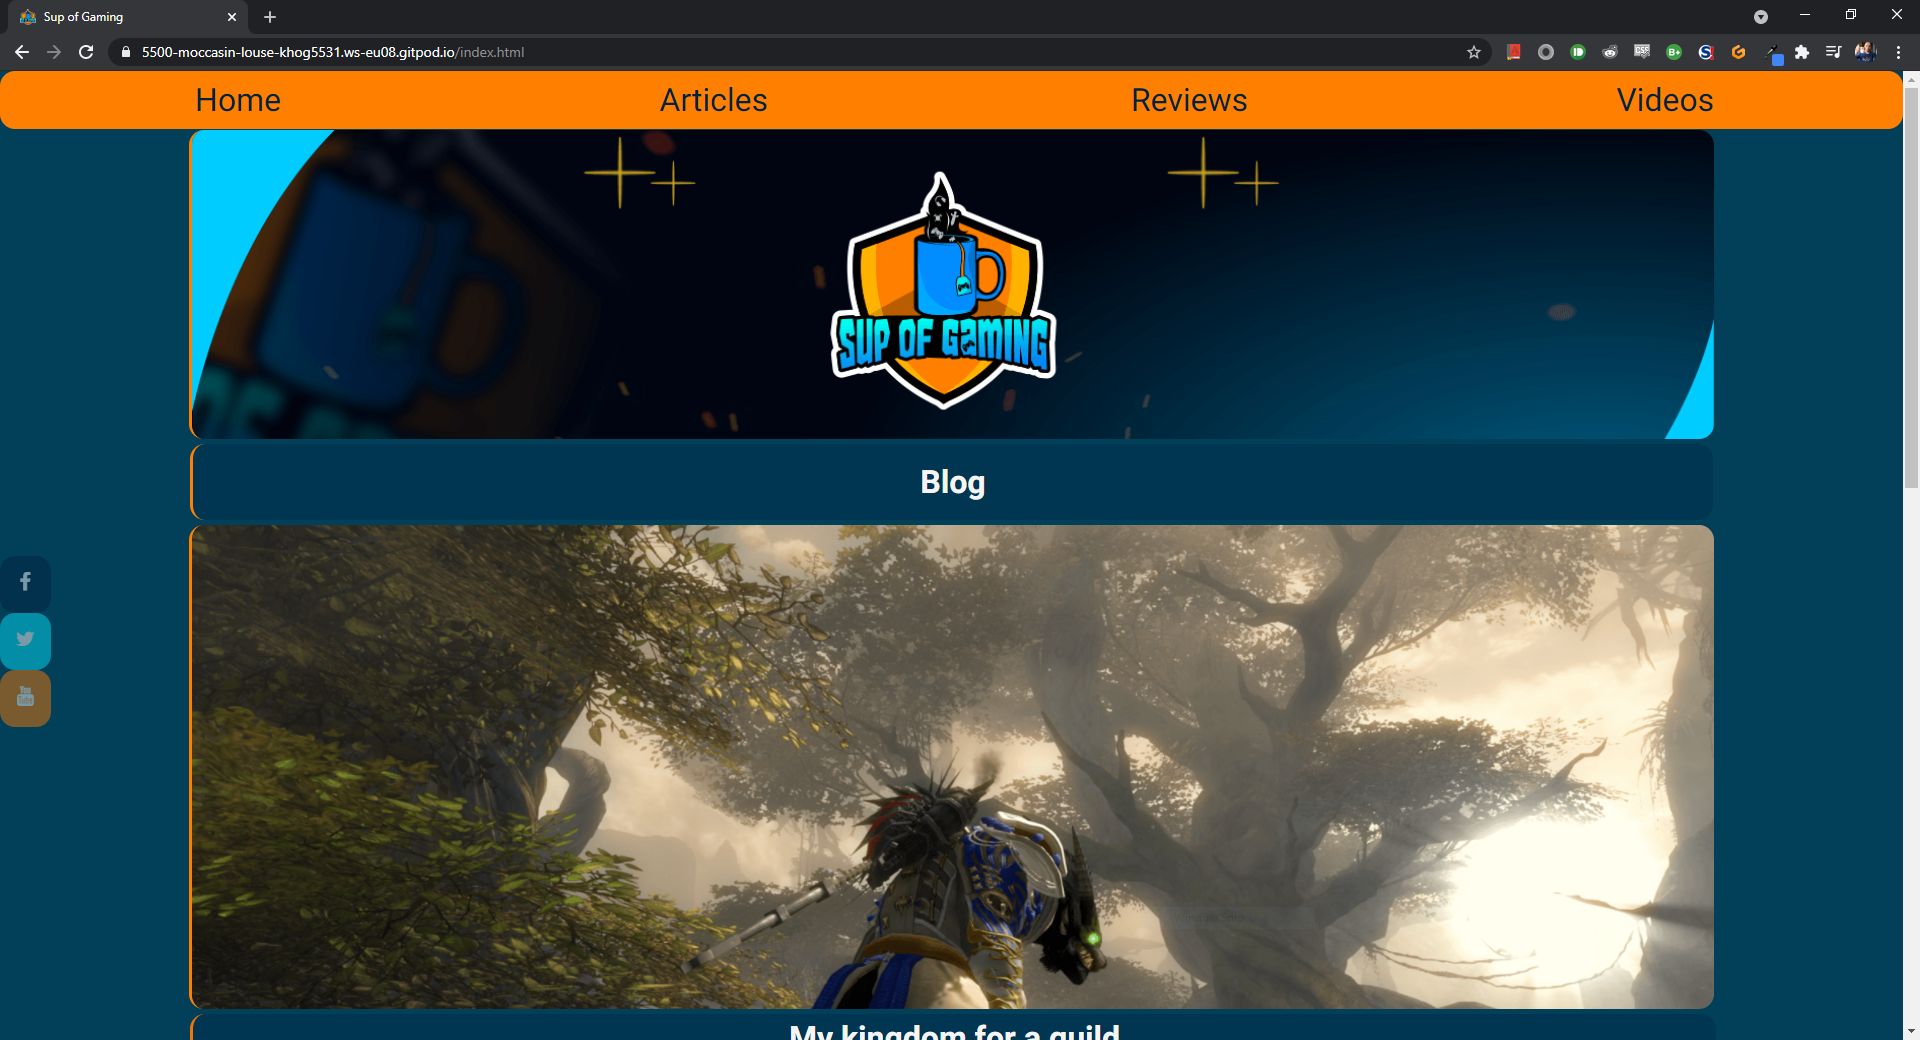 Sup of Gaming
5500-moccasin-louse-khog5531.ws-eu08.gitpod.io/index.html
Home Articles Reviews Videos
SUP OF GAMING
Blog
My kingdom for a guild